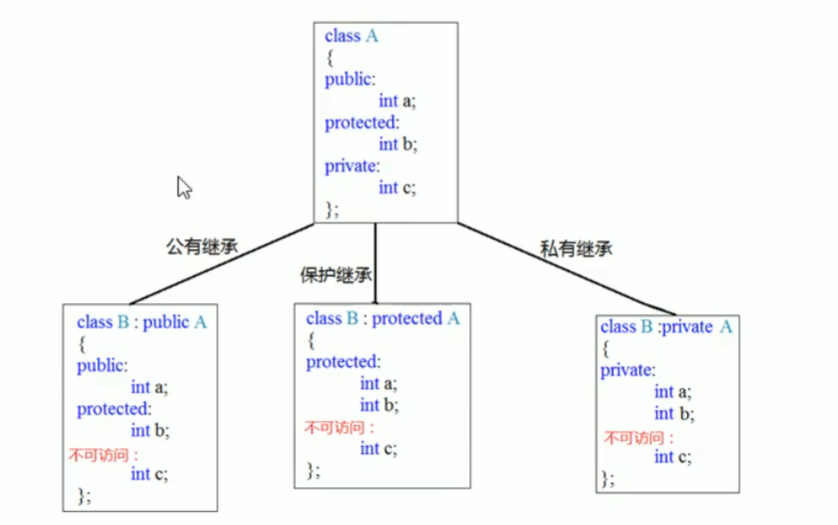 class A
{
public:
int a;
protected:
int b;
private:
int c;
};
公有继承
保护继承
私有继承
class B : public A
{
public:
int a;
protected:
int b;
不可访问：
int c;
};
class B : protected A
{
protected:
int a;
int b;
不可访问：
int c;
};
class B :private A
{
private:
int a;
int b;
不可访问：
int c;
};